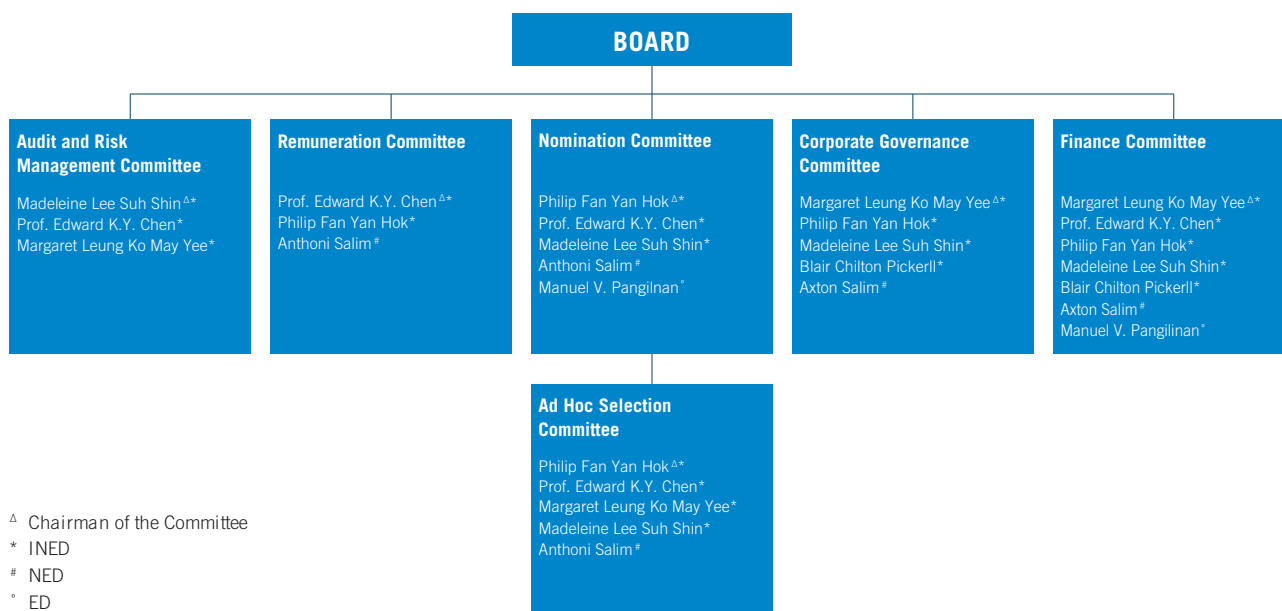 BOARD
Audit and Risk
Management Committee
Madeleine Lee Suh Shin Δ*
Prof. Edward K.Y. Chen*
Margaret Leung Ko May Yee*
Remuneration Committee
Prof. Edward K.Y. Chen Δ*
Philip Fan Yan Hok*
Anthoni Salim #
Nomination Committee
Philip Fan Yan Hok Δ*
Prof. Edward K.Y. Chen*
Madeleine Lee Suh Shin*
Anthoni Salim #
Manuel V. Pangilnan °
Corporate Governance
Committee
Margaret Leung Ko May Yee Δ*
Philip Fan Yan Hok*
Madeleine Lee Suh Shin*
Blair Chilton Pickerll*
Axton Salim #
Finance Committee
Margaret Leung Ko May Yee Δ*
Prof. Edward K.Y. Chen*
Philip Fan Yan Hok*
Madeleine Lee Suh Shin*
Blair Chilton Pickerll*
Axton Salim #
Manuel V. Pangilinan °
Ad Hoc Selection
Committee
Philip Fan Yan Hok Δ*
Prof. Edward K.Y. Chen*
Margaret Leung Ko May Yee*
Madeleine Lee Suh Shin*
Anthoni Salim #
Δ Chairman of the Committee
* INED
# NED
° ED